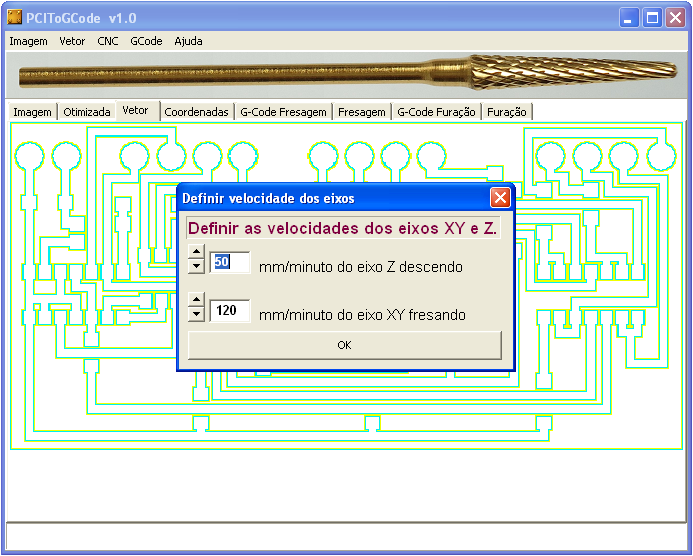 PCIToGCode v1.0
Imagem Vetor CNC GCode Ajuda
Imagem Otimizada Vetor Coordenadas G-Code Fresagem Fresagem G-Code Furação Furação
Definir velocidade dos eixos
Definir as velocidades dos eixos XY e Z.
50 mm/minuto do eixo Z descendo
120 mm/minuto do eixo XY fresando
OK